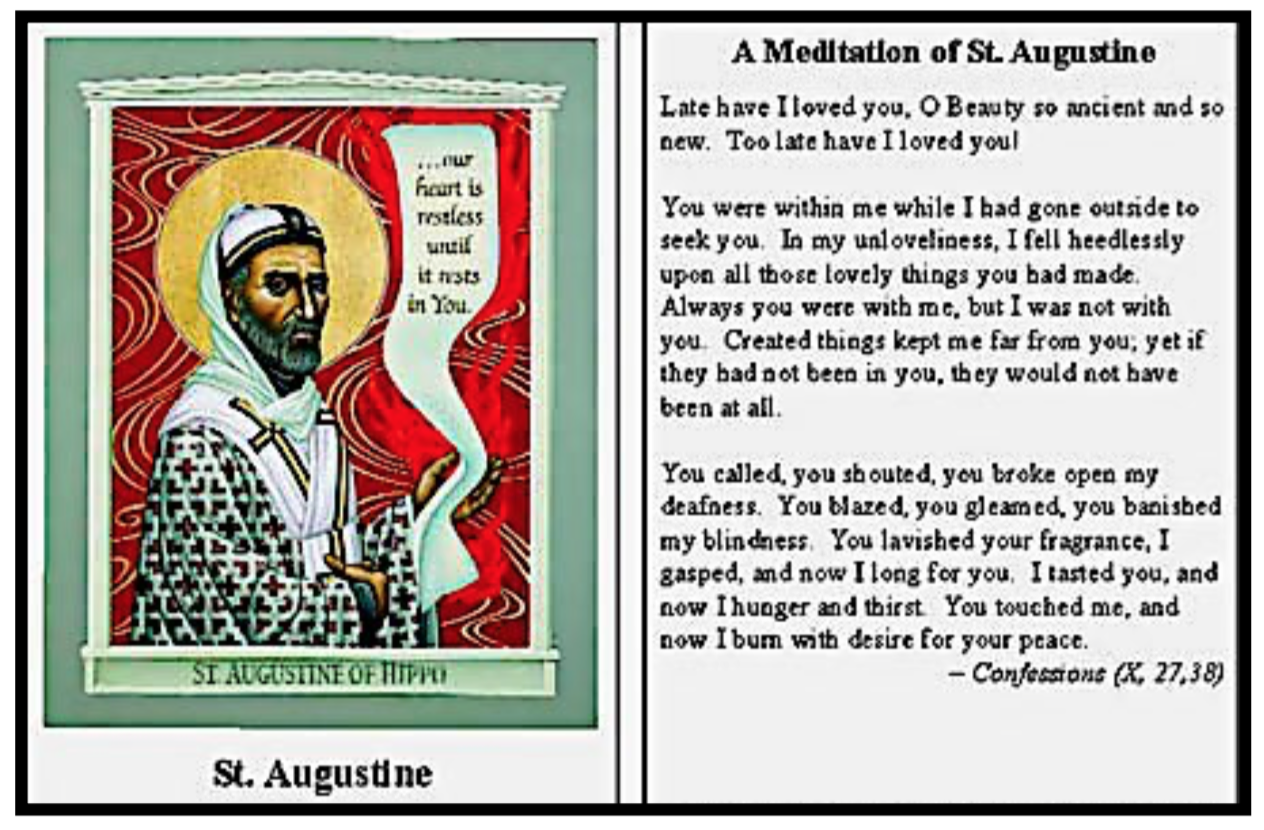 ...our
heart is
restless
until
it rests
in You.
ST. AUGUSTINE OF HIPPO
St. Augustine
A Meditation of St. Augustine
Late have I loved you, O Beauty so ancient and so
new. Too late have I loved you!
You were within me while I had gone outside to
seek you. In my unloveliness, I fell heedlessly
upon all those lovely things you had made.
Always you were with me, but I was not with
you. Created things kept me far from you; yet if
they had not been in you, they would not have
been at all.
You called, you shouted, you broke open my
deafness. You blazed, you gleamed, you banished
my blindness. You lavished your fragrance, I
gasped, and now I long for you. I tasted you, and
now I hunger and thirst. You touched me, and
now I burn with desire for your peace.
– Confessions (X, 27,38)